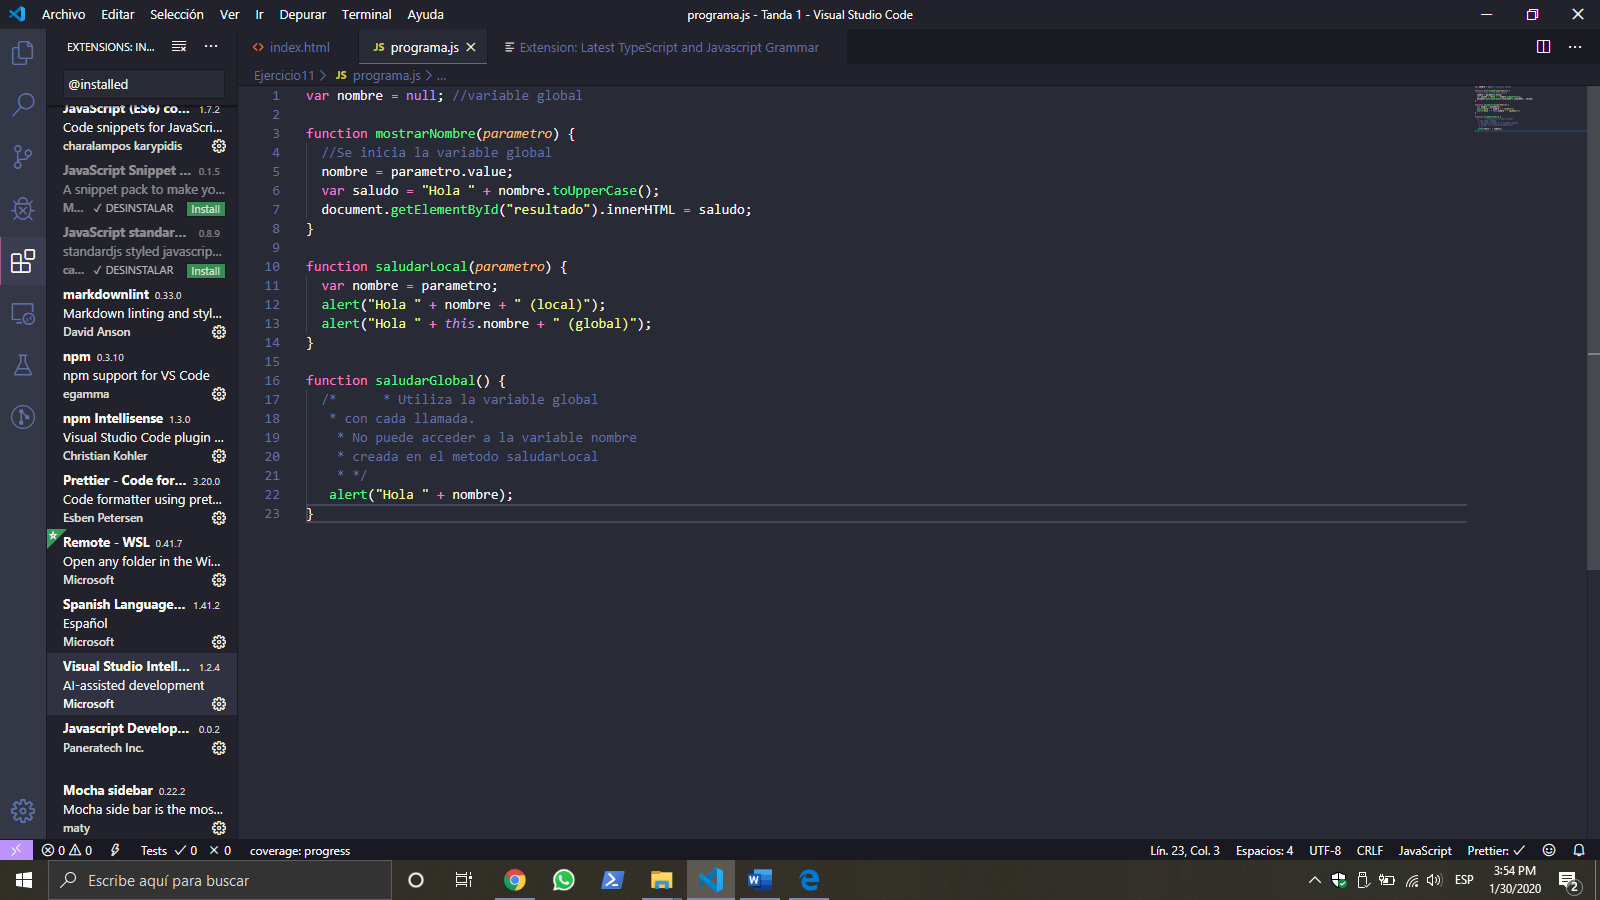 Archivo Editar Selección Ver Ir Depurar Terminal Ayuda
programa.js - Tanda 1 - Visual Studio Code
EXTENSIONS: IN...
@installed
JavaScript (ES6) co... 1.7.2
Code snippets for JavaScri...
charalampos karypidis
JavaScript Snippet ... 0.1.5
A snippet pack to make yo...
M... ✓ DESINSTALAR Install
JavaScript standar... 0.8.9
standardjs styled javascrip...
ca... ✓ DESINSTALAR Install
markdownlint 0.33.0
Markdown linting and styl...
David Anson
npm 0.3.10
npm support for VS Code
egamma
npm Intellisense 1.3.0
Visual Studio Code plugin ...
Christian Kohler
Prettier - Code for... 3.20.0
Code formatter using pret...
Esben Petersen
Remote - WSL 0.41.7
Open any folder in the Wi...
Microsoft
Spanish Language... 1.41.2
Español
Microsoft
Visual Studio Intell... 1.2.4
AI-assisted development
Microsoft
Javascript Develop... 0.0.2
Paneratech Inc.
Mocha sidebar 0.22.2
Mocha side bar is the mos...
maty
<> index.html JS programa.js × Extension: Latest TypeScript and Javascript Grammar
Ejercicio11 > JS programa.js > ...
1 var nombre = null; //variable global
2
3 function mostrarNombre(parametro) {
4 //Se inicia la variable global
5 nombre = parametro.value;
6 var saludo = "Hola " + nombre.toUpperCase();
7 document.getElementById("resultado").innerHTML = saludo;
8 }
9
10 function saludarLocal(parametro) {
11 var nombre = parametro;
12 alert("Hola " + nombre + " (local)");
13 alert("Hola " + this.nombre + " (global)");
14 }
15
16 function saludarGlobal() {
17 /*      * Utiliza la variable global
18 * con cada llamada.
19 * No puede acceder a la variable nombre
20 * creada en el metodo saludarLocal
21 * */
22 alert("Hola " + nombre);
23 }
0 0 Tests ✓ 0 × 0 coverage: progress
Lín. 23, Col. 3 Espacios: 4 UTF-8 CRLF JavaScript Prettier: ✓
Escribe aquí para buscar
ESP
3:54 PM
1/30/2020
2